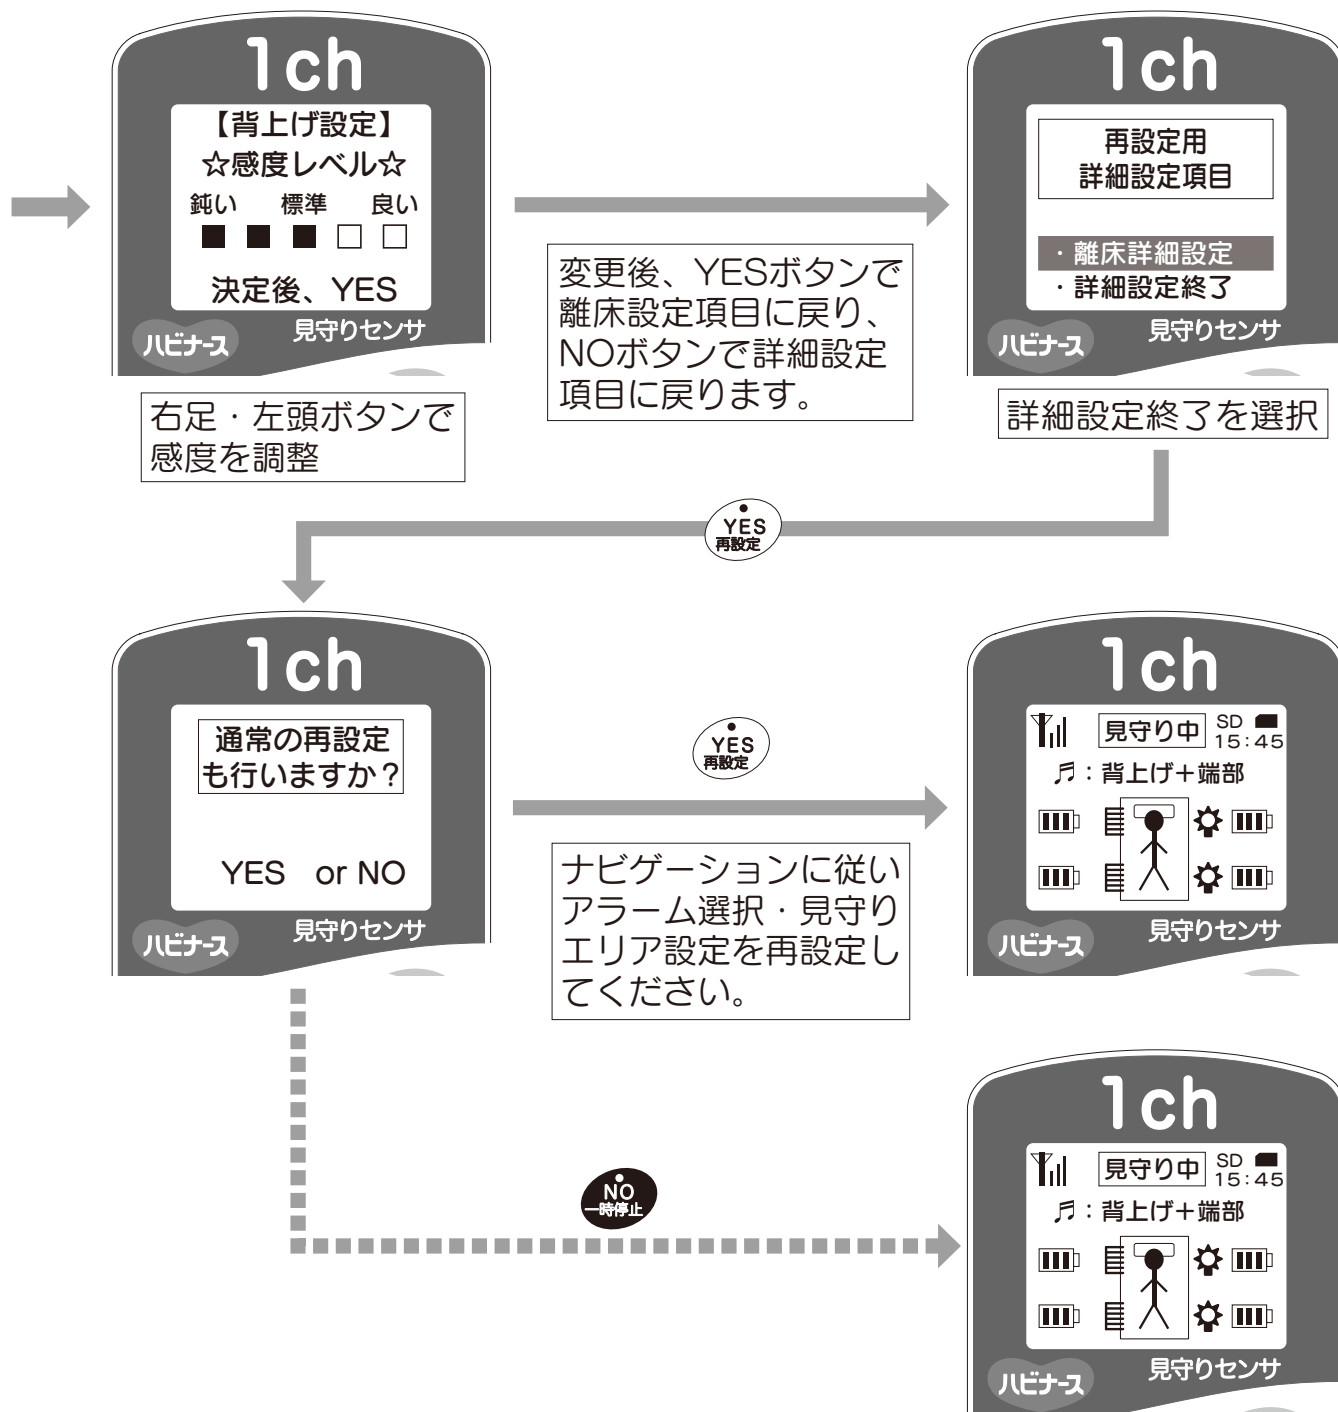 1ch
【背上げ設定】
☆感度レベル☆
鈍い 標準 良い
■ ■ ■ □ □
決定後、YES
ハビナース 見守りセンサ
右足・左頭ボタンで
感度を調整
変更後、YESボタンで
離床設定項目に戻り、
NOボタンで詳細設定
項目に戻ります。
1ch
再設定用
詳細設定項目
・離床詳細設定
・詳細設定終了
ハビナース 見守りセンサ
詳細設定終了を選択
YES
再設定
1ch
通常の再設定
も行いますか？
YES or NO
ハビナース 見守りセンサ
YES
再設定
ナビゲーションに従い
アラーム選択・見守り
エリア設定を再設定し
てください。
1ch
見守り中 SD
15:45
♬：背上げ＋端部
ハビナース 見守りセンサ
NO
一時停止
1ch
見守り中 SD
15:45
♬：背上げ＋端部
ハビナース 見守りセンサ